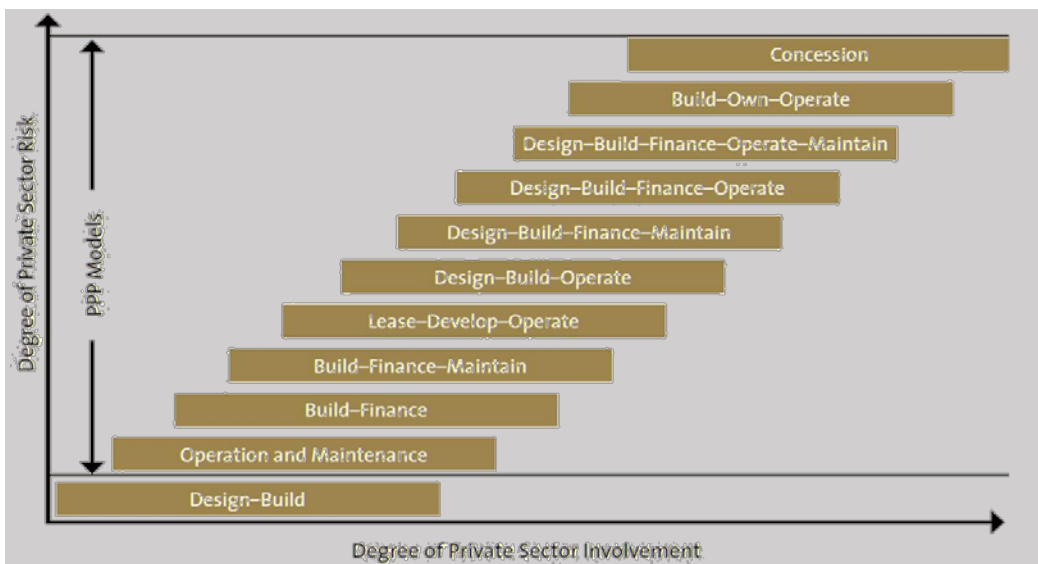 Degree of Private Sector Risk
PPP Models
Concession
Build–Own–Operate
Design–Build–Finance–Operate–Maintain
Design–Build–Finance–Operate
Design–Build–Finance–Maintain
Design–Build–Operate
Lease–Develop–Operate
Build–Finance–Maintain
Build–Finance
Operation and Maintenance
Design–Build
Degree of Private Sector Involvement